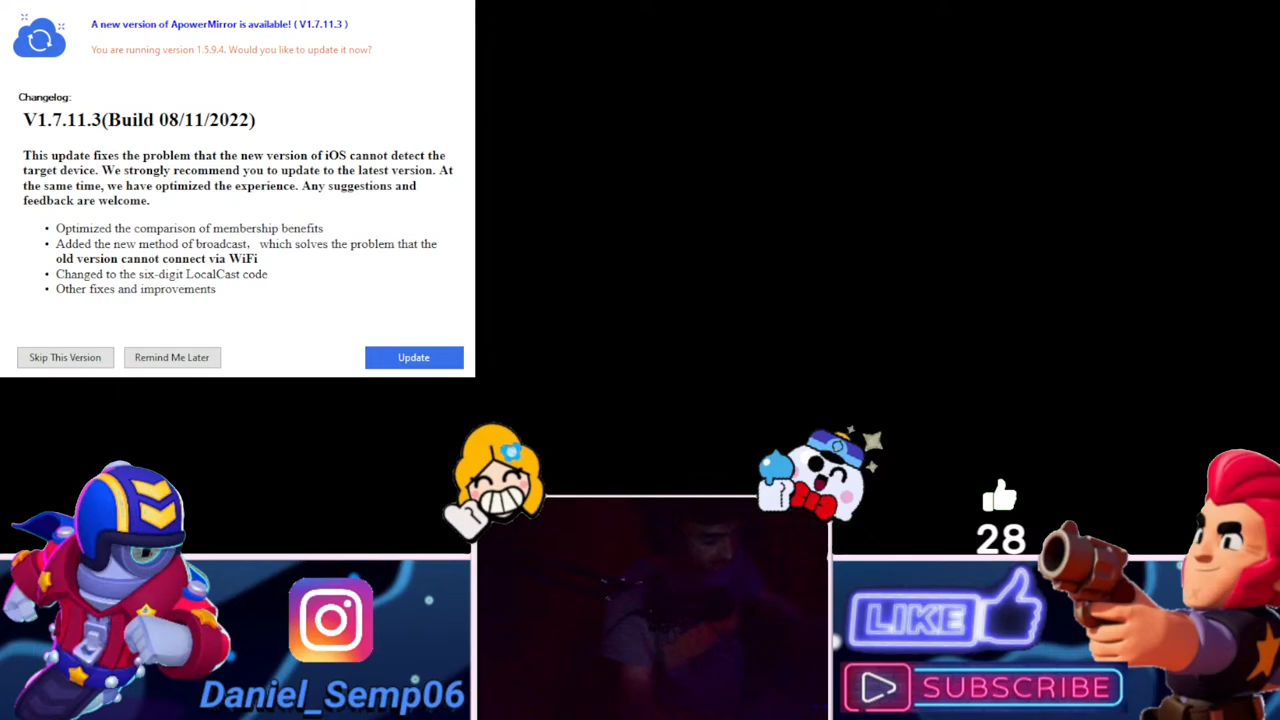 A new version of ApowerMirror is available! ( V1.7.11.3 )
You are running version 1.5.9.4. Would you like to update it now?
Changelog:
V1.7.11.3(Build 08/11/2022)
This update fixes the problem that the new version of iOS cannot detect the
target device. We strongly recommend you to update to the latest version. At
the same time, we have optimized the experience. Any suggestions and
feedback are welcome.
• Optimized the comparison of membership benefits
• Added the new method of broadcast, which solves the problem that the
old version cannot connect via WiFi
• Changed to the six-digit LocalCast code
• Other fixes and improvements
Skip This Version
Remind Me Later
Update
28
LIKE
Daniel_Semp06
SUBSCRIBE